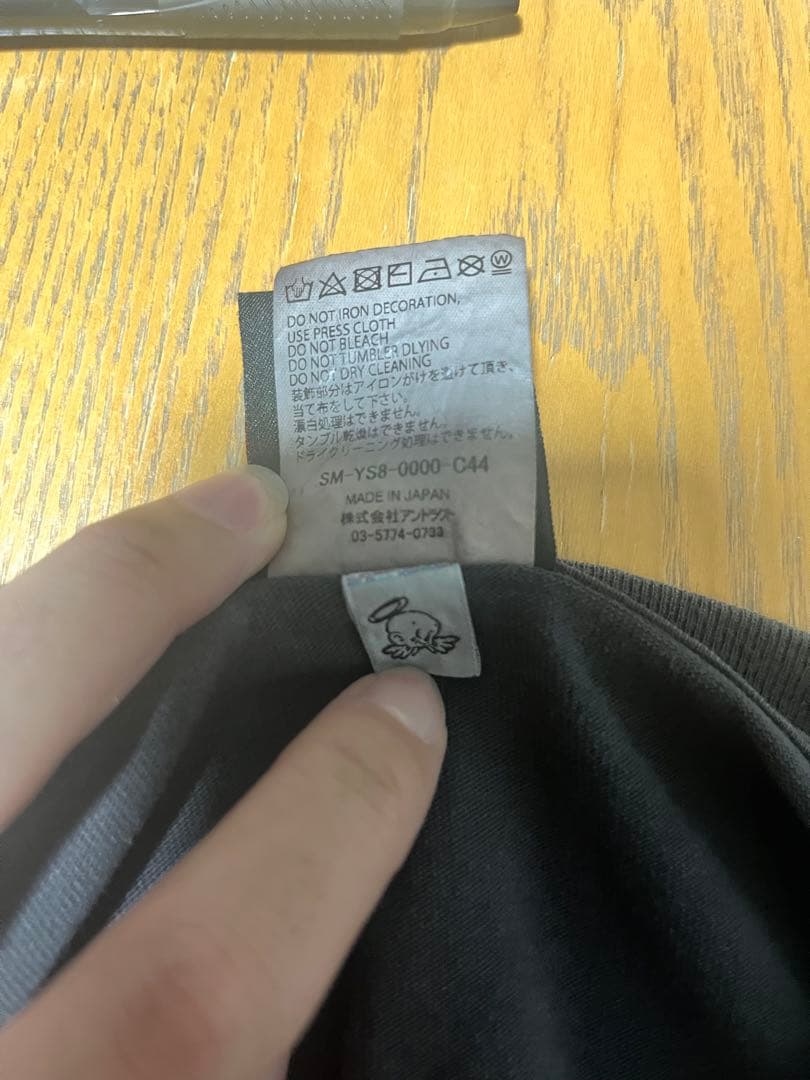 W
DO NOT IRON DECORATION,
USE PRESS CLOTH
DO NOT BLEACH
DO NOT TUMBLER DLYING
DO NOT DRY CLEANING
装飾部分はアイロンがけを避けて頂き、
当て布をして下さい。
漂白処理はできません。
タンブル乾燥はできません。
ドライクリーニング処理はできません。
SM-YS8-0000-C44
MADE IN JAPAN
株式会社アントラスト
03-5774-0733